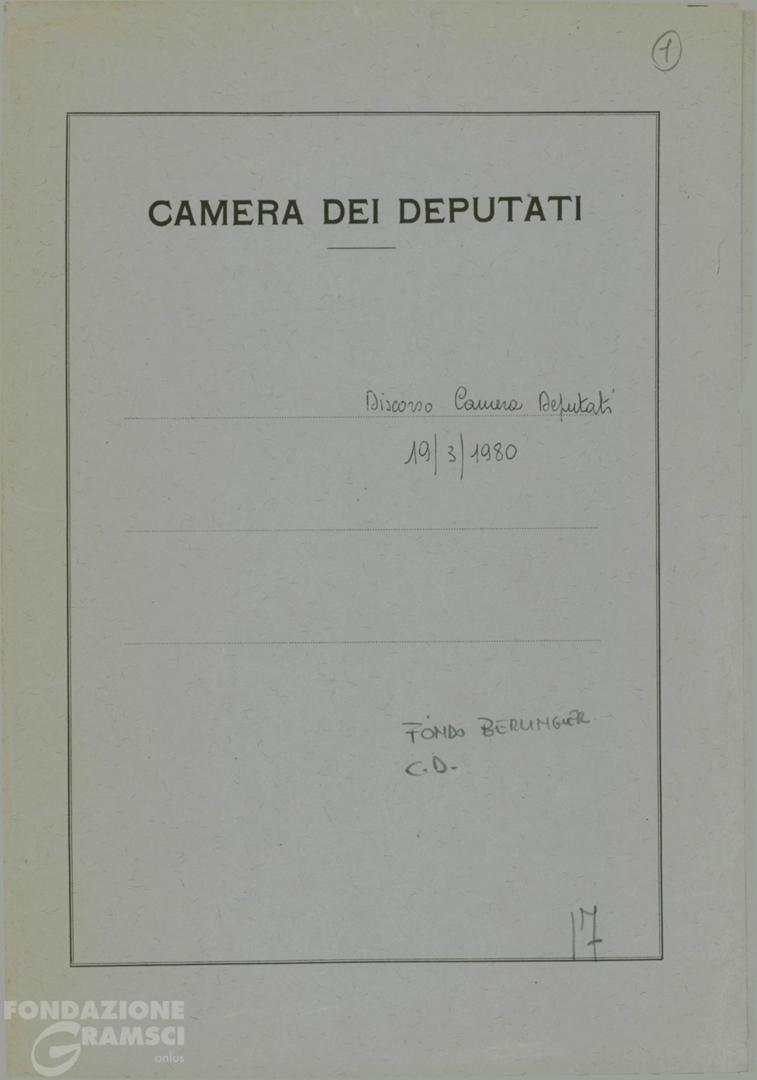 1
CAMERA DEI DEPUTATI
Discorso Camera Deputati
19/3/1980
FONDO BERLINGUER
C.D.
17
FONDAZIONE
GRAMSCI
onlus